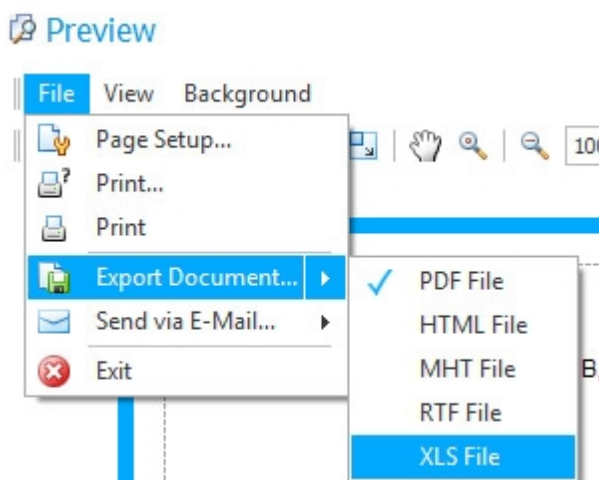 Preview
File View Background
Page Setup...
Print...
Print
Export Document...
Send via E-Mail...
Exit
PDF File
HTML File
MHT File
RTF File
XLS File